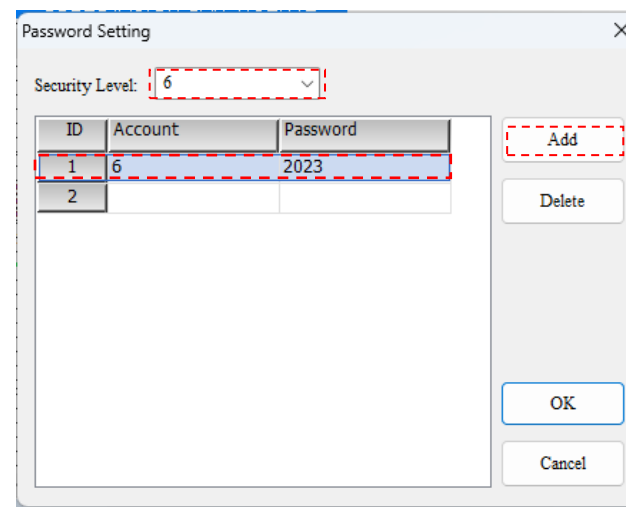 Password Setting
Security Level: 6
ID Account Password
1 6 2023
2
Add
Delete
OK
Cancel